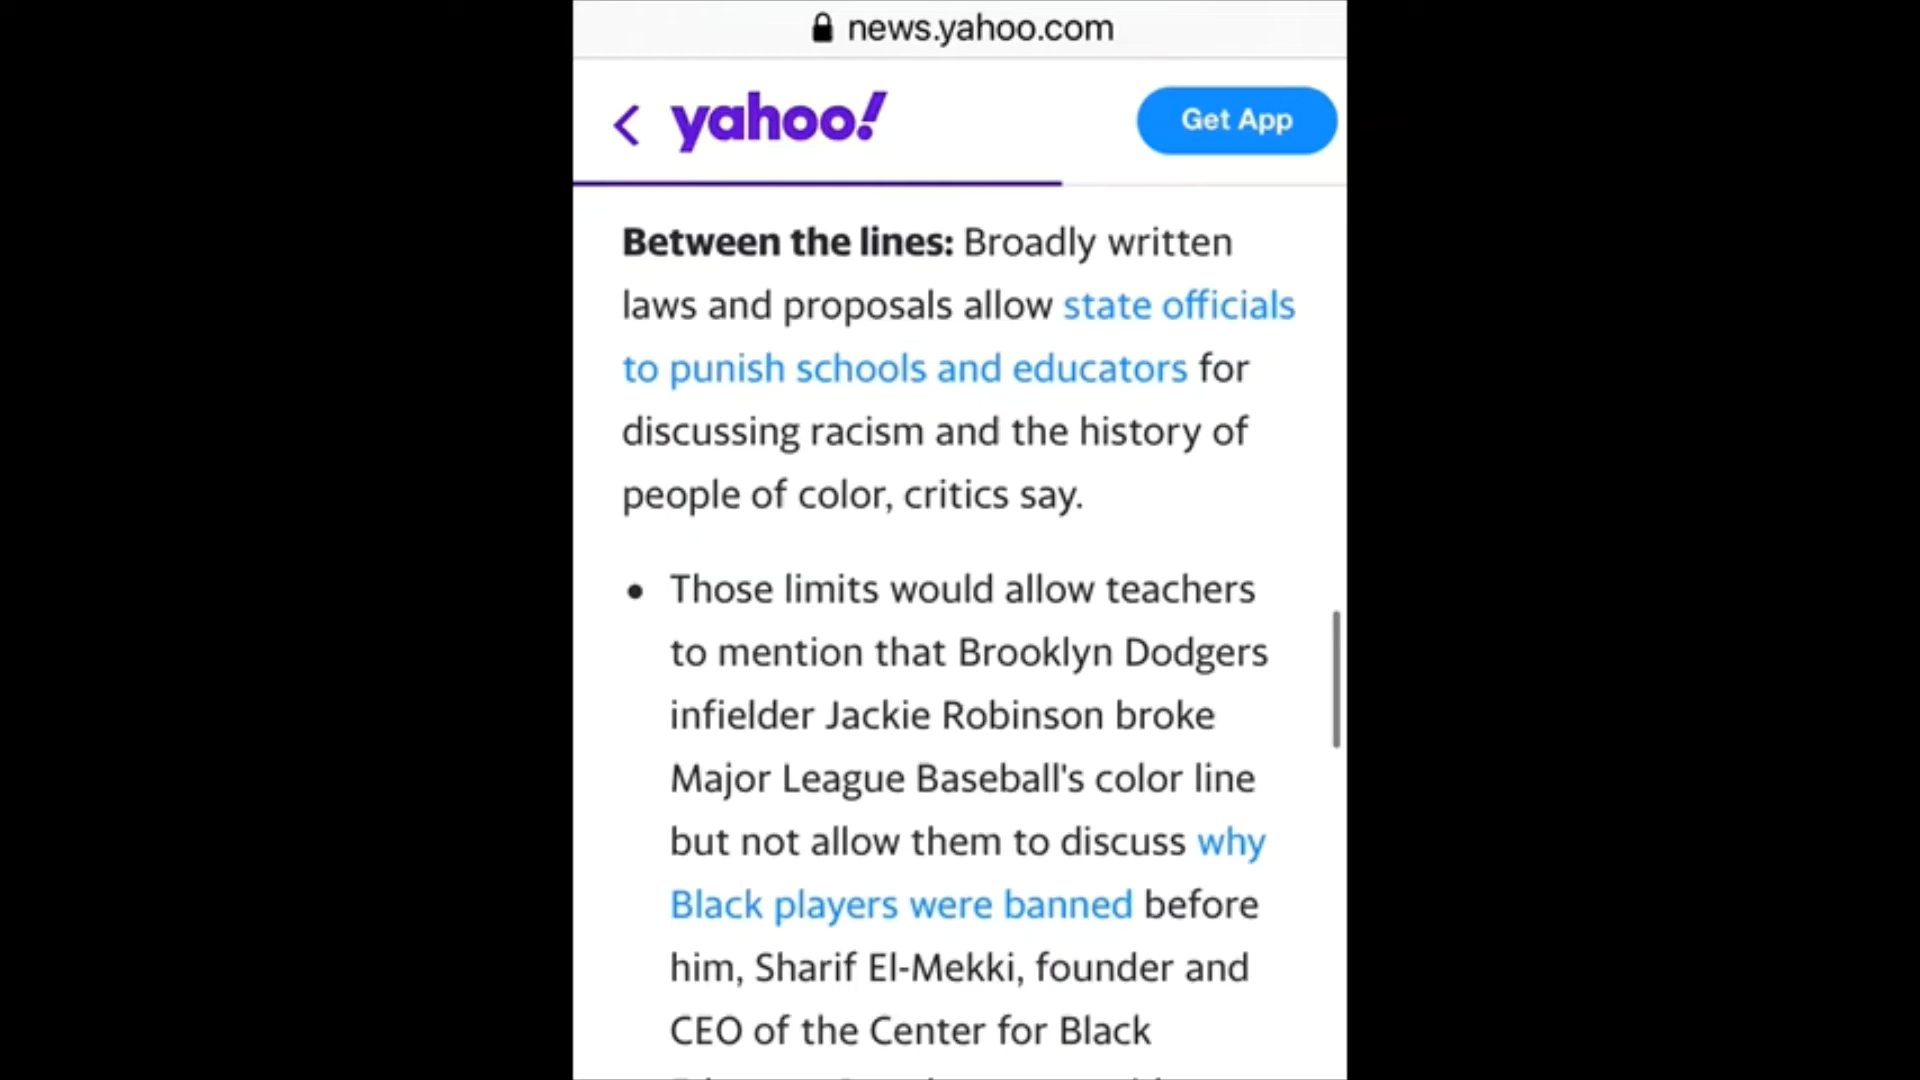 news.yahoo.com
yahoo!
Get App
Between the lines: Broadly written
laws and proposals allow state officials
to punish schools and educators for
discussing racism and the history of
people of color, critics say.
• Those limits would allow teachers
to mention that Brooklyn Dodgers
infielder Jackie Robinson broke
Major League Baseball's color line
but not allow them to discuss why
Black players were banned before
him, Sharif El-Mekki, founder and
CEO of the Center for Black